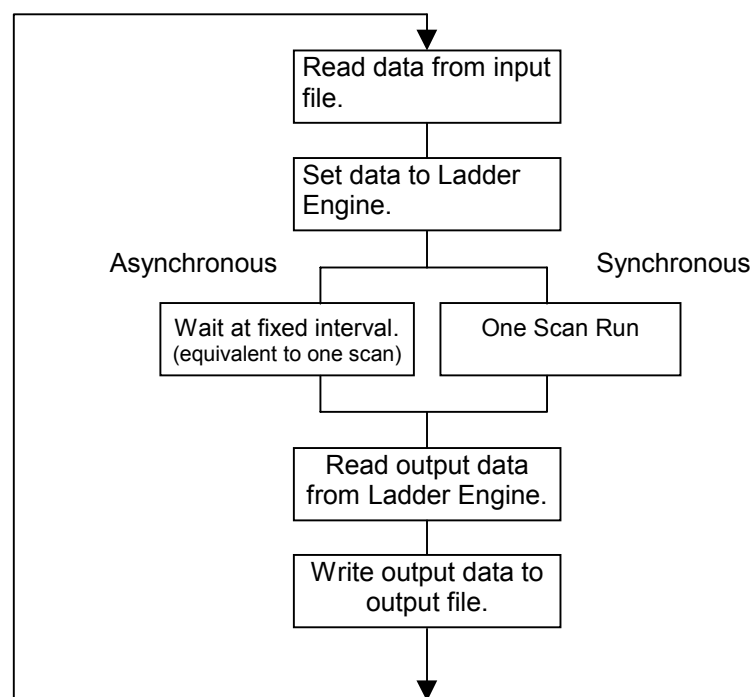 Read data from input
file.
Set data to Ladder
Engine.
Asynchronous
Synchronous
Wait at fixed interval.
(equivalent to one scan)
One Scan Run
Read output data
from Ladder Engine.
Write output data to
output file.